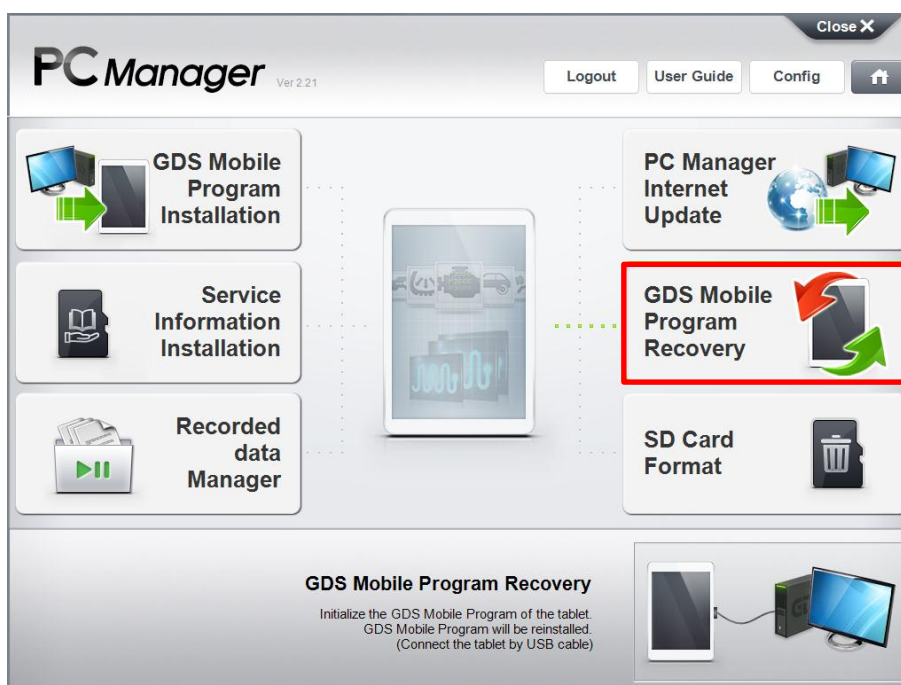 Close X
PC Manager Ver 2.21
Logout User Guide Config
GDS Mobile
Program
Installation
PC Manager
Internet
Update
Service
Information
Installation
GDS Mobile
Program
Recovery
Recorded
data
Manager
SD Card
Format
GDS Mobile Program Recovery
Initialize the GDS Mobile Program of the tablet.
GDS Mobile Program will be reinstalled.
(Connect the tablet by USB cable)